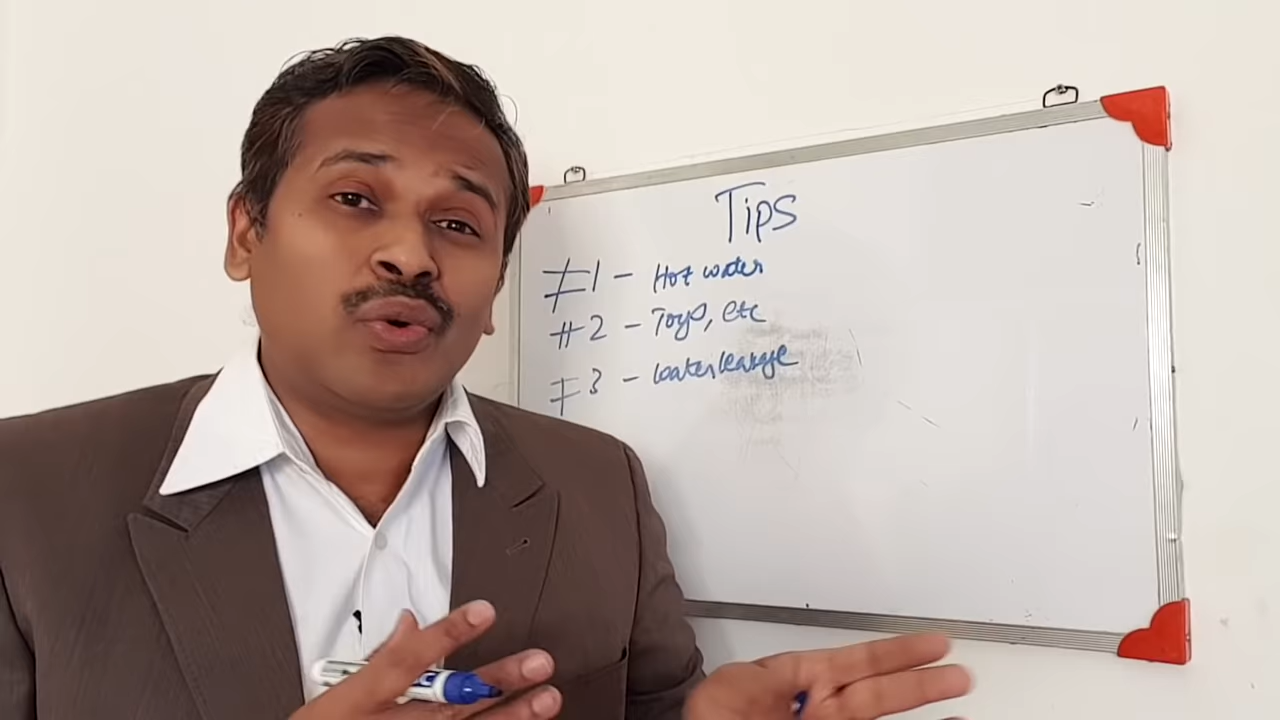 Tips
#1 - Hot water
#2 - Toys, etc
#3 - water leakage